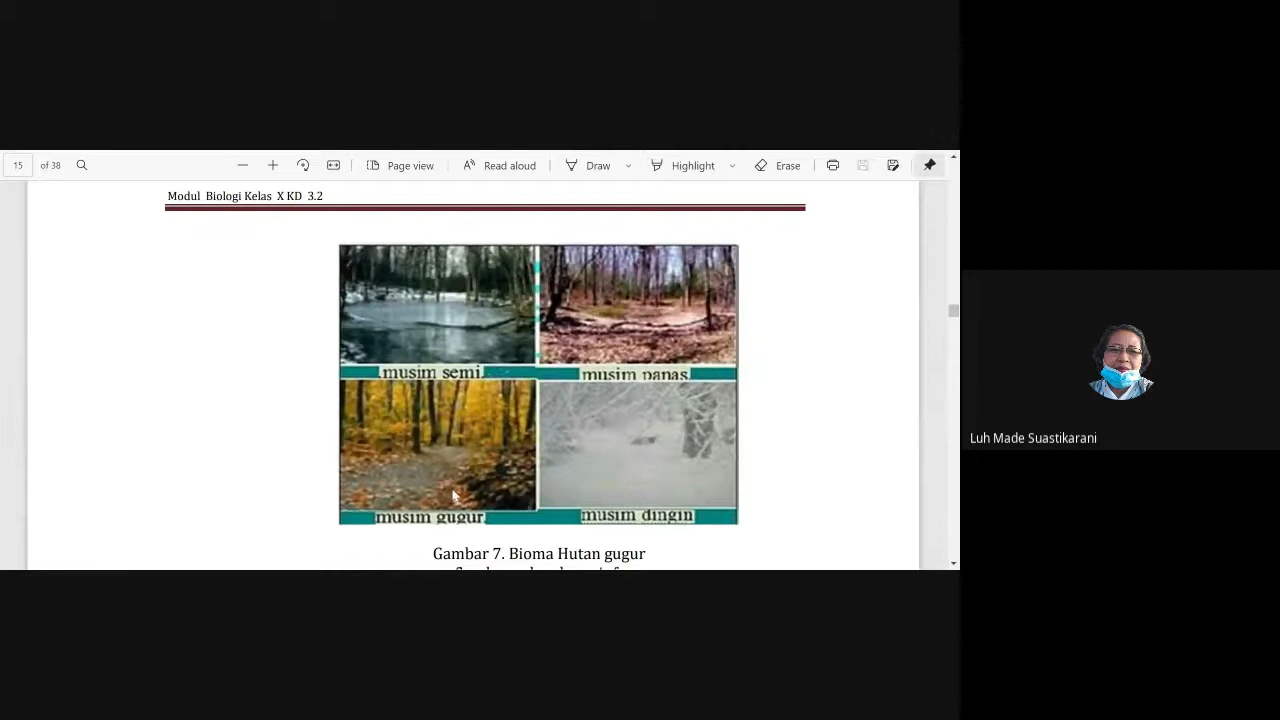 15 of 38 Page view Read aloud Draw Highlight Erase
Modul Biologi Kelas X KD 3.2
musim semi musim panas
musim gugur musim dingin
Gambar 7. Bioma Hutan gugur
Luh Made Suastikarani